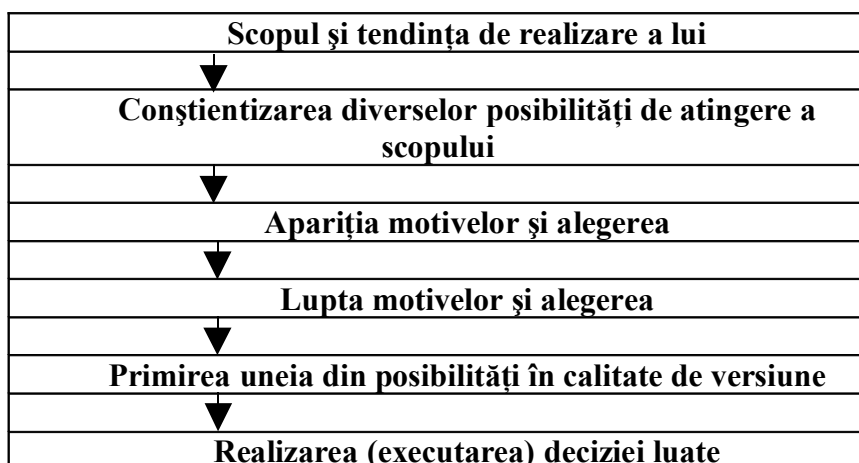 Scopul şi tendinţa de realizare a lui
Conştientizarea diverselor posibilităţi de atingere a
scopului
Apariţia motivelor şi alegerea
Lupta motivelor şi alegerea
Primirea uneia din posibilităţi în calitate de versiune
Realizarea (executarea) deciziei luate